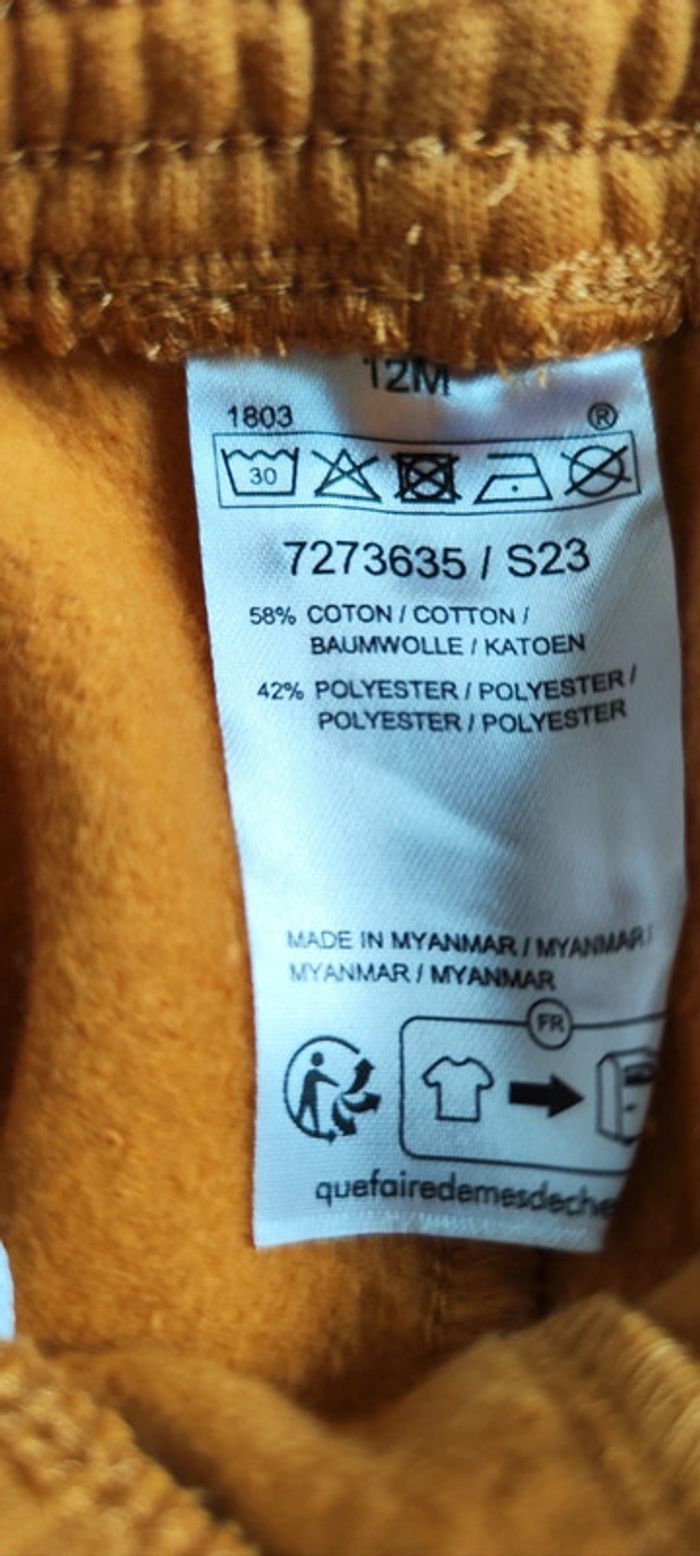 12M
1803 ®
30
7273635 / S23
58% COTON / COTTON /
BAUMWOLLE / KATOEN
42% POLYESTER / POLYESTER /
POLYESTER / POLYESTER
MADE IN MYANMAR / MYANMAR /
MYANMAR / MYANMAR
FR
quefairedemesdeche